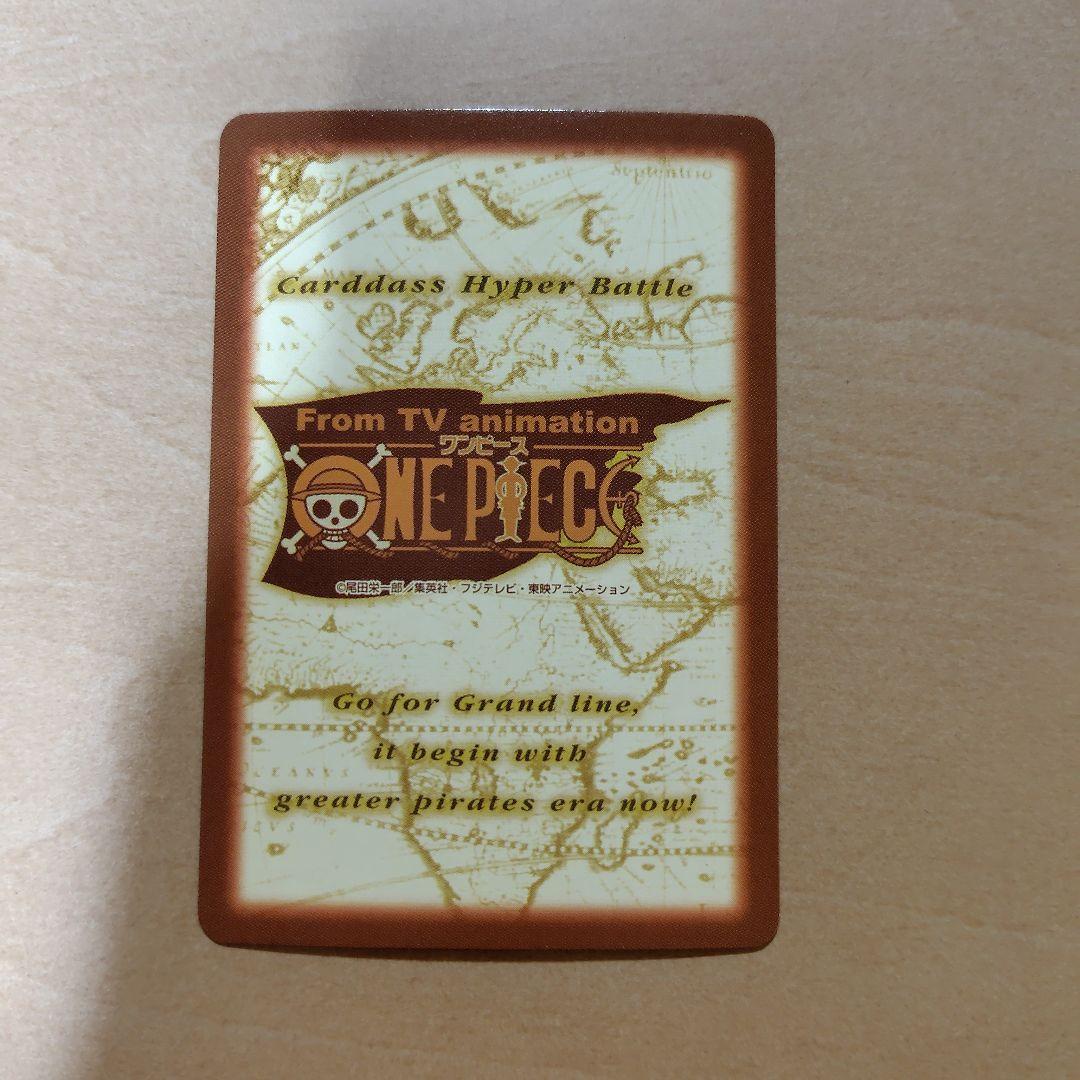 Septentrio
Carddass Hyper Battle
From TV animation
ワンピース
ONE PIECE
©尾田栄一郎／集英社・フジテレビ・東映アニメーション
Go for Grand line,
it begin with
OCEANVS
greater pirates era now!